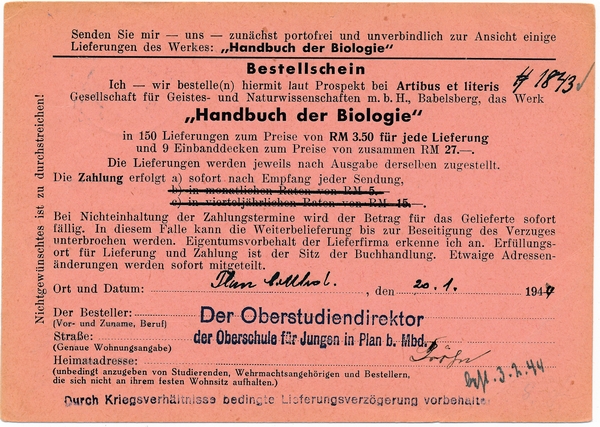 Senden Sie mir — uns — zunächst portofrei und unverbindlich zur Ansicht einige
Lieferungen des Werkes: „Handbuch der Biologie"
Bestellschein
# 1843
Ich — wir bestelle(n) hiermit laut Prospekt bei Artibus et literis
Gesellschaft für Geistes- und Naturwissenschaften m. b. H., Babelsberg, das Werk
„Handbuch der Biologie"
in 150 Lieferungen zum Preise von RM 3.50 für jede Lieferung
und 9 Einbanddecken zum Preise von zusammen RM 27.—.
Die Lieferungen werden jeweils nach Ausgabe derselben zugestellt.
Die Zahlung erfolgt a) sofort nach Empfang jeder Sendung,
b) in monatlichen Raten von RM 5.—
c) in vierteljährlichen Raten von RM 15.—.
Bei Nichteinhaltung der Zahlungstermine wird der Betrag für das Gelieferte sofort
fällig. In diesem Falle kann die Weiterbelieferung bis zur Beseitigung des Verzuges
unterbrochen werden. Eigentumsvorbehalt der Lieferfirma erkenne ich an. Erfüllungs-
ort für Lieferung und Zahlung ist der Sitz der Buchhandlung. Etwaige Adressen-
änderungen werden sofort mitgeteilt.
Ort und Datum: Plan b. Mbd., den 20. 1. 1944
Der Besteller:
(Vor- und Zuname, Beruf)
Der Oberstudiendirektor
Straße:
(Genaue Wohnungsangabe)
der Oberschule für Jungen in Plan b. Mbd.
Heimatadresse:
(unbedingt anzugeben von Studierenden, Wehrmachtsangehörigen und Bestellern,
die sich nicht an ihrem festen Wohnsitz aufhalten.)
3. 2. 44
Durch Kriegsverhältnisse bedingte Lieferungsverzögerung vorbehalten
Nichtgewünschtes ist zu durchstreichen!